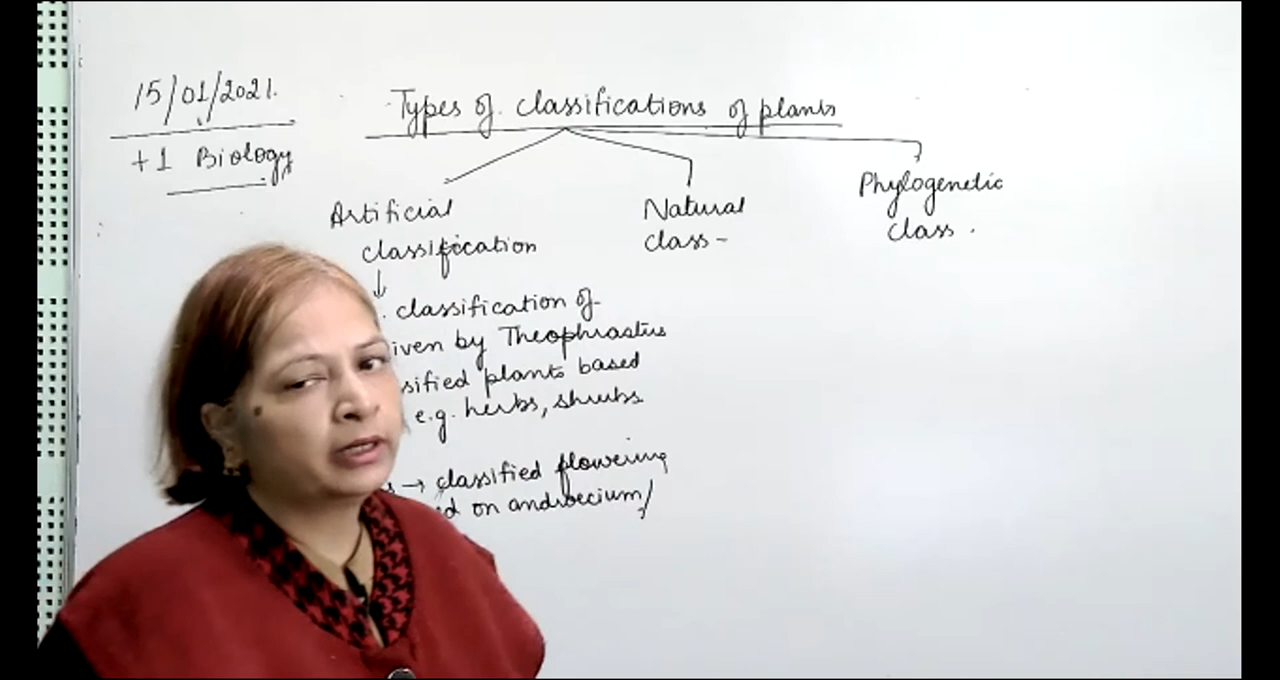 15/01/2021.
+1 Biology
Types of classifications of plants
Artificial
classification
Natural
class-
Phylogenetic
class.
classification of
iven by Theophrastus
sified plants based
e.g. herbs, shrubs
s → classified flowering
d on androecium/